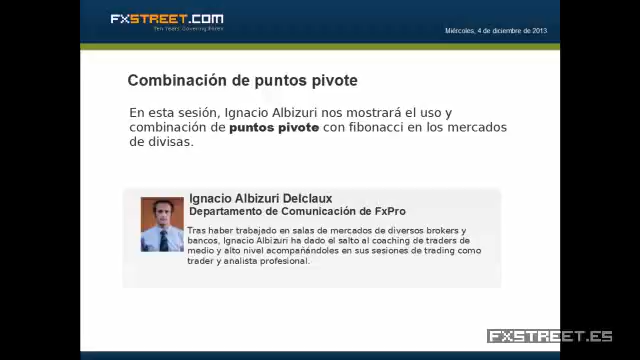 FXSTREET.COM
Ten Years Covering Forex
Miércoles, 4 de diciembre de 2013
Combinación de puntos pivote
En esta sesión, Ignacio Albizuri nos mostrará el uso y
combinación de puntos pivote con fibonacci en los mercados
de divisas.
Ignacio Albizuri Delclaux
Departamento de Comunicación de FxPro
Tras haber trabajado en salas de mercados de diversos brokers y
bancos, Ignacio Albizuri ha dado el salto al coaching de traders de
medio y alto nivel acompañándoles en sus sesiones de trading como
trader y analista profesional.
FXSTREET.ES